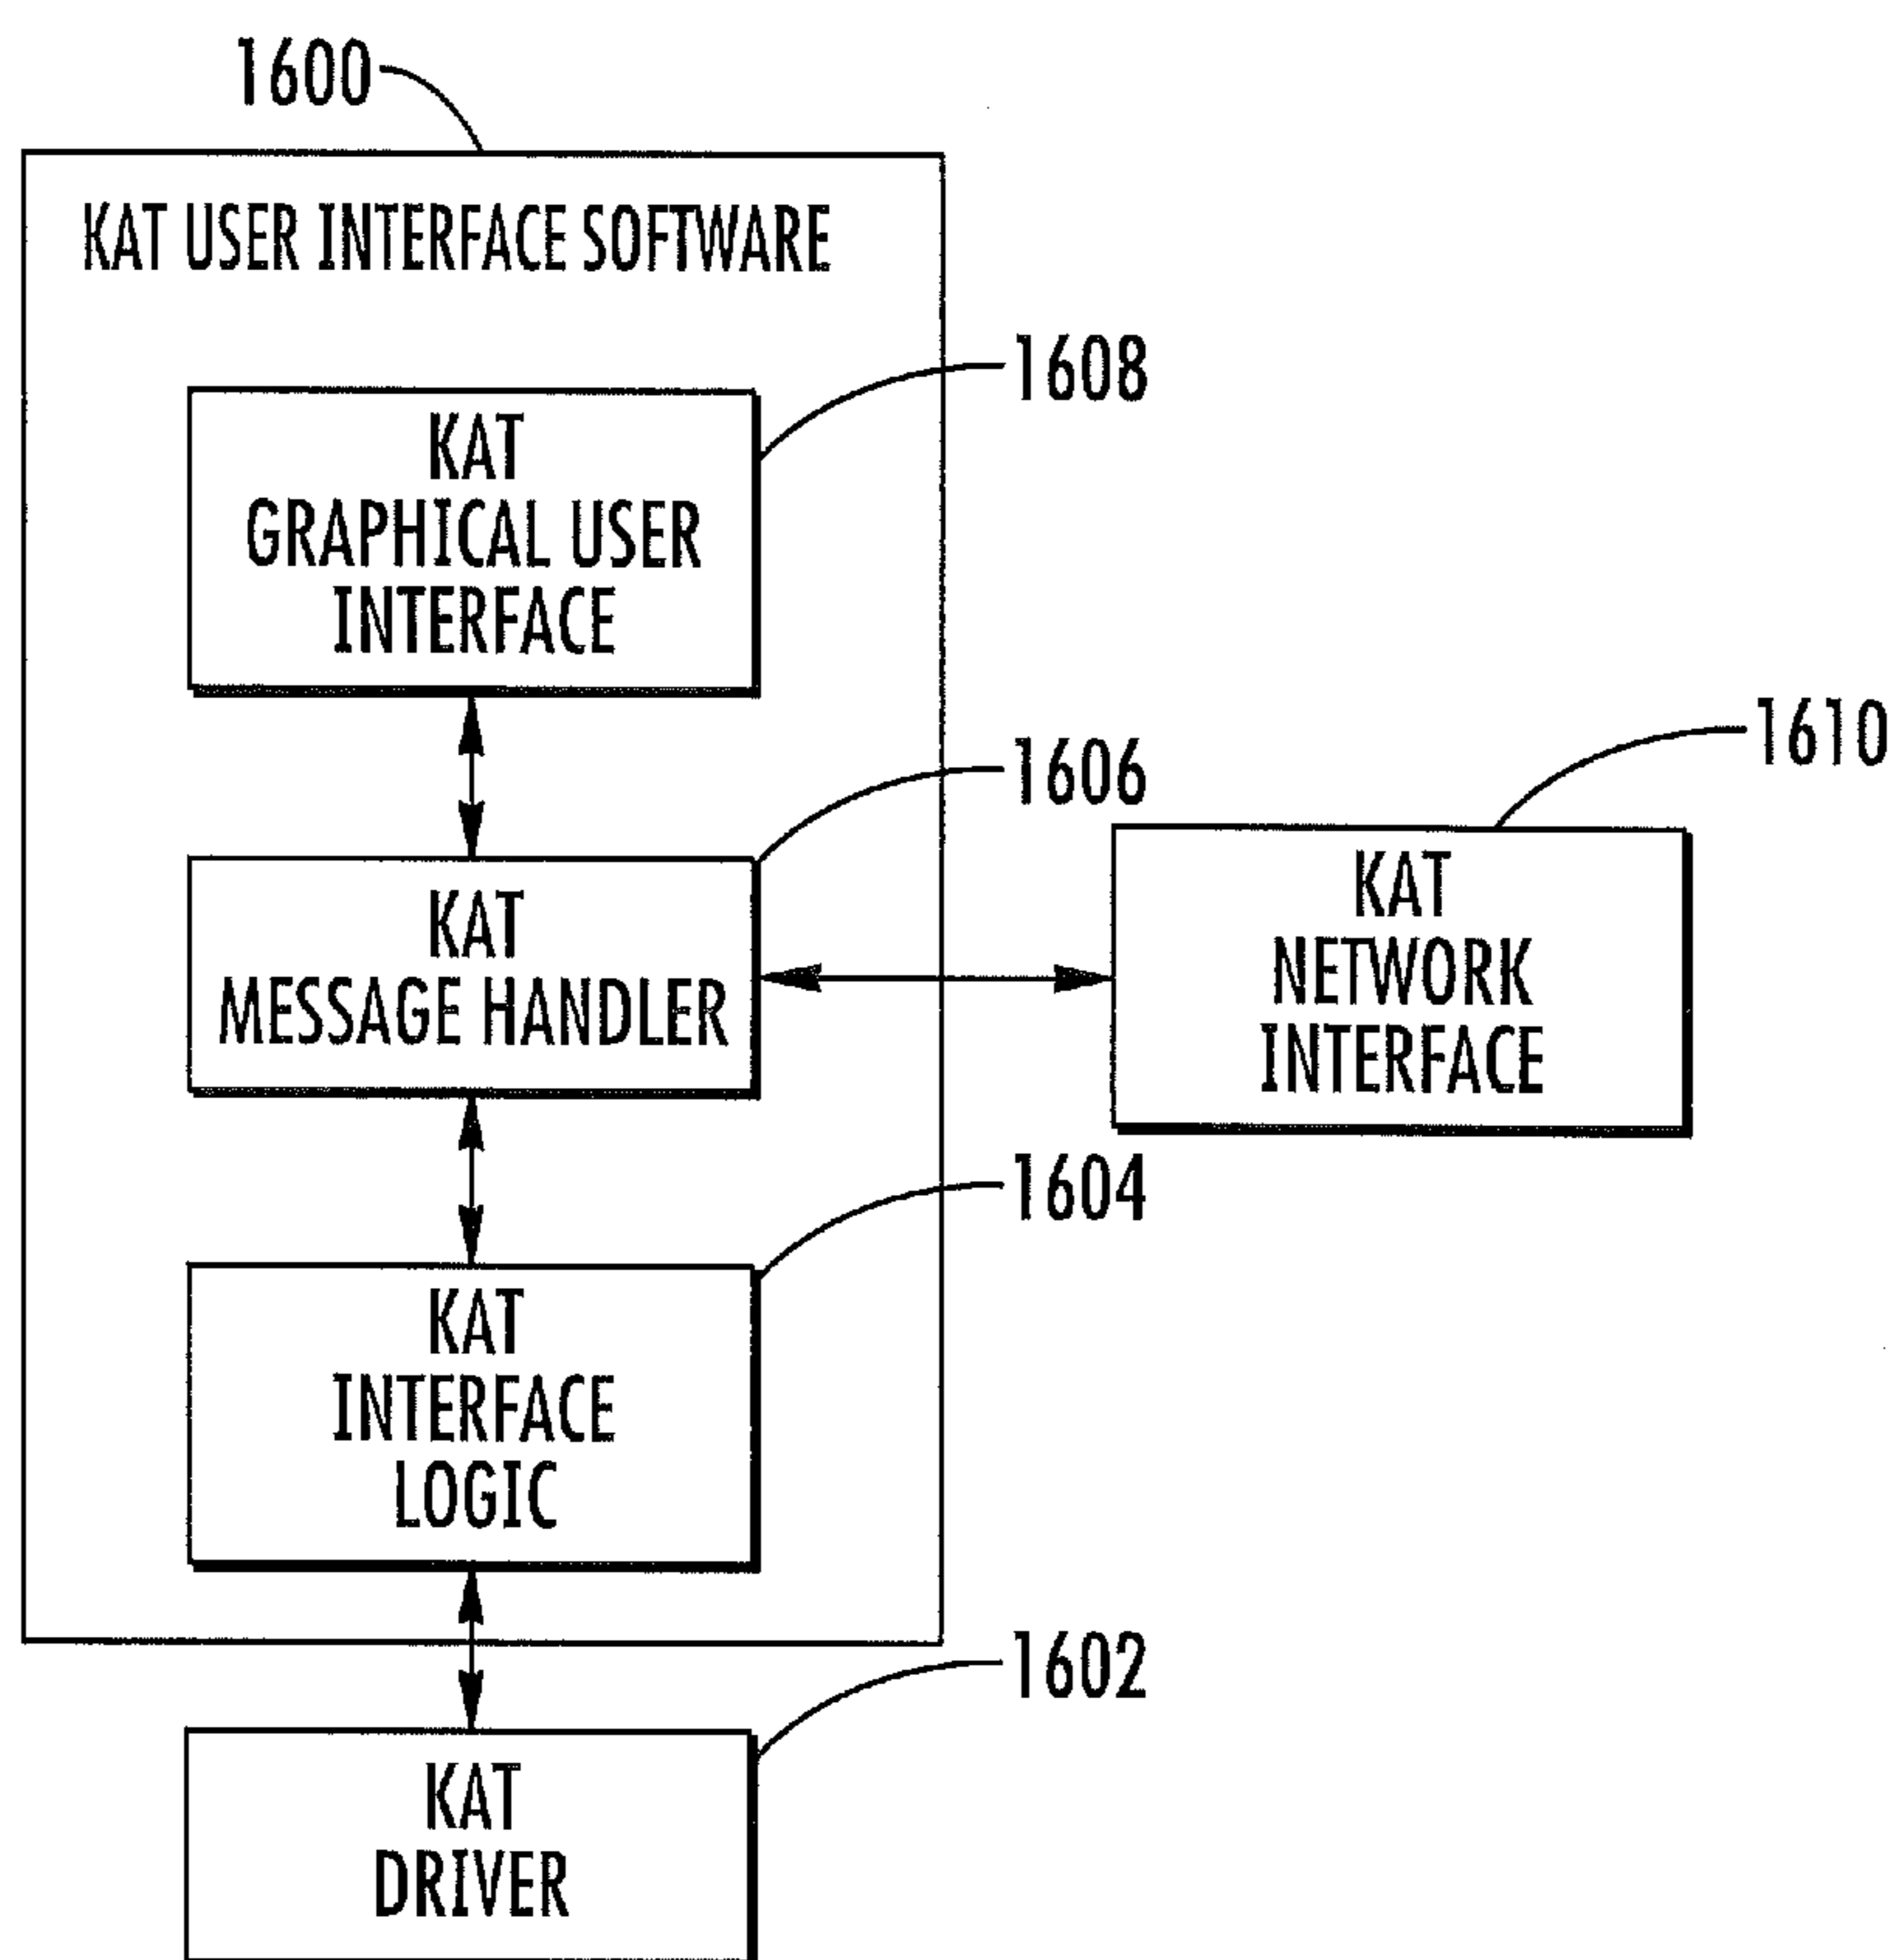 1600
KAT USER INTERFACE SOFTWARE
1608
KAT
GRAPHICAL USER
INTERFACE
1606
1610
KAT
MESSAGE HANDLER
KAT
NETWORK
INTERFACE
1604
KAT
INTERFACE
LOGIC
1602
KAT
DRIVER